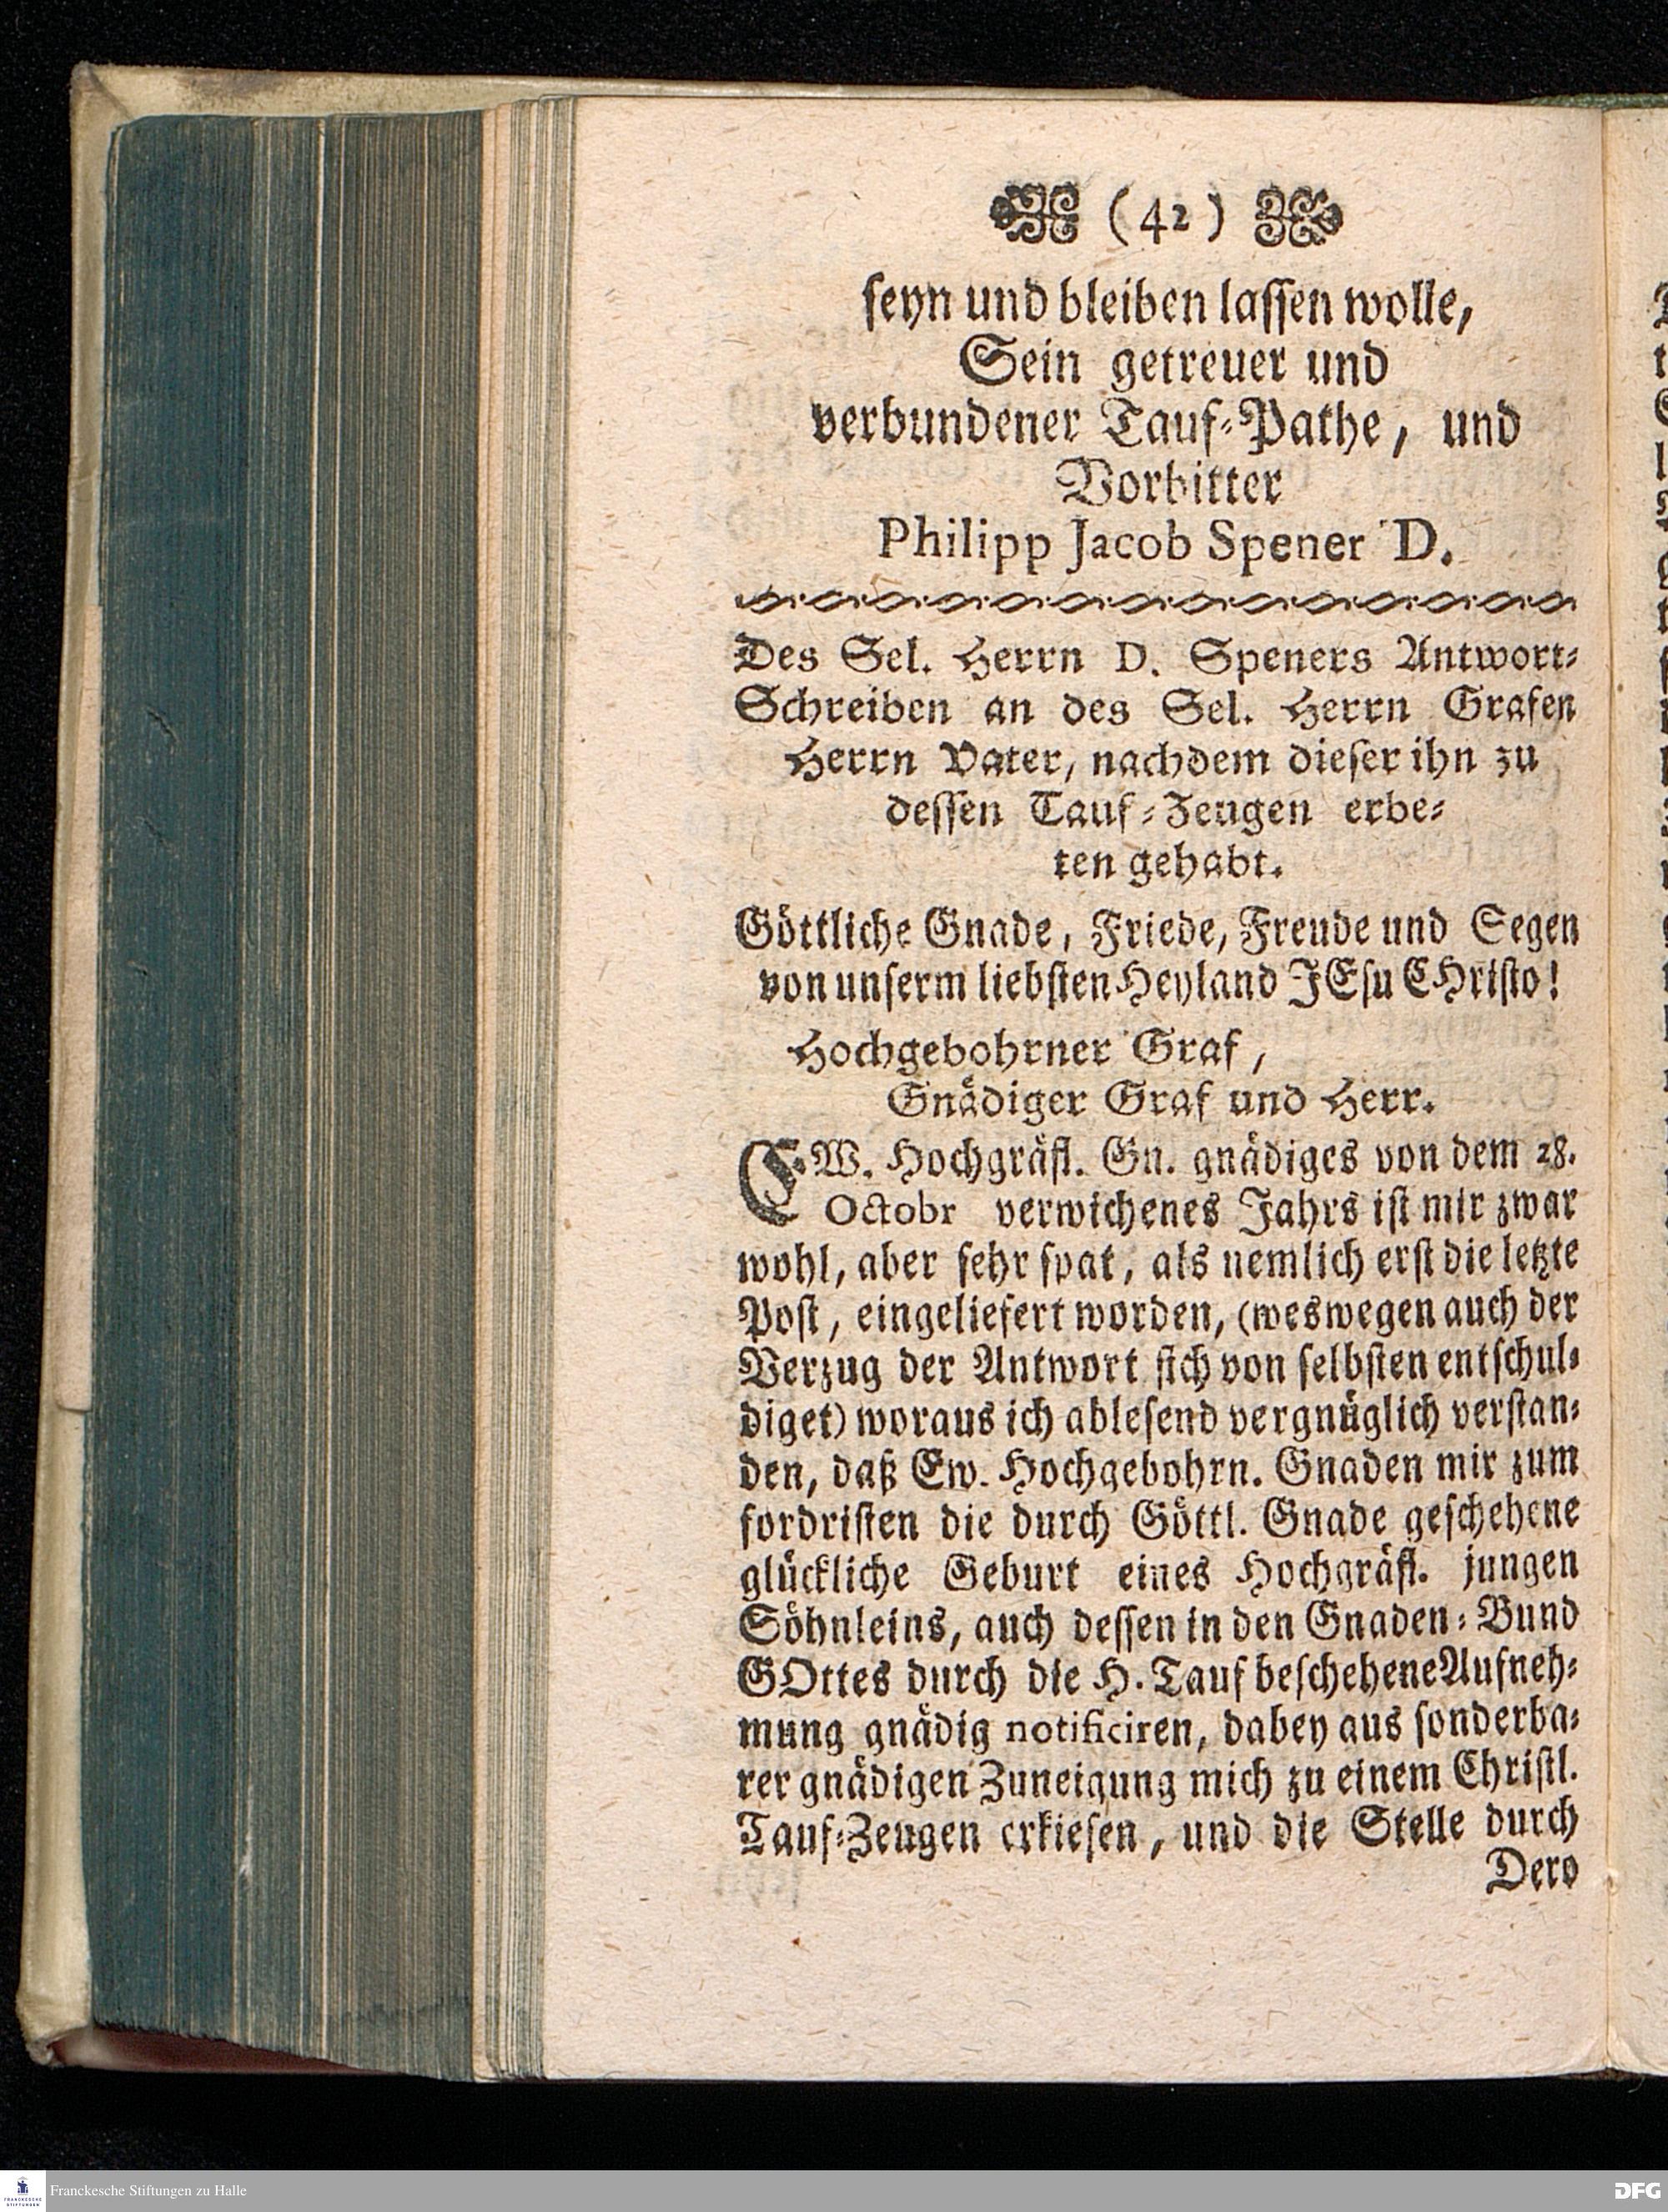 (42)
seyn und bleiben lassen wolle,
Sein getreuer und
verbundener Tauf-Pathe, und
Vorbitter
Philipp Jacob Spener D.
Des Sel. Herrn D. Speners Antwort-
Schreiben an des Sel. Herrn Grafen
Herrn Vater, nachdem dieser ihn zu
dessen Tauf-Zeugen erbe-
ten gehabt.
Göttliche Gnade, Friede, Freude und Segen
von unserm liebsten Heyland JEsu CHristo!
Hochgebohrner Graf,
Gnädiger Graf und Herr.
EW. Hochgräfl. Gn. gnädiges von dem 28.
Octobr verwichenes Jahrs ist mir zwar
wohl, aber sehr spat, als nemlich erst die letzte
Post, eingeliefert worden, (weswegen auch der
Verzug der Antwort sich von selbsten entschul-
diget) woraus ich ablesend vergnüglich verstan-
den, daß Ew. Hochgebohrn. Gnaden mir zum
fordristen die durch Göttl. Gnade geschehene
glückliche Geburt eines Hochgräfl. jungen
Söhnleins, auch dessen in den Gnaden-Bund
GOttes durch die H. Tauf beschehene Aufneh-
mung gnädig notificiren, dabey aus sonderba-
rer gnädigen Zuneigung mich zu einem Christl.
Tauf-Zeugen erkiesen, und die Stelle durch
Dero
Franckesche Stiftungen zu Halle
DFG